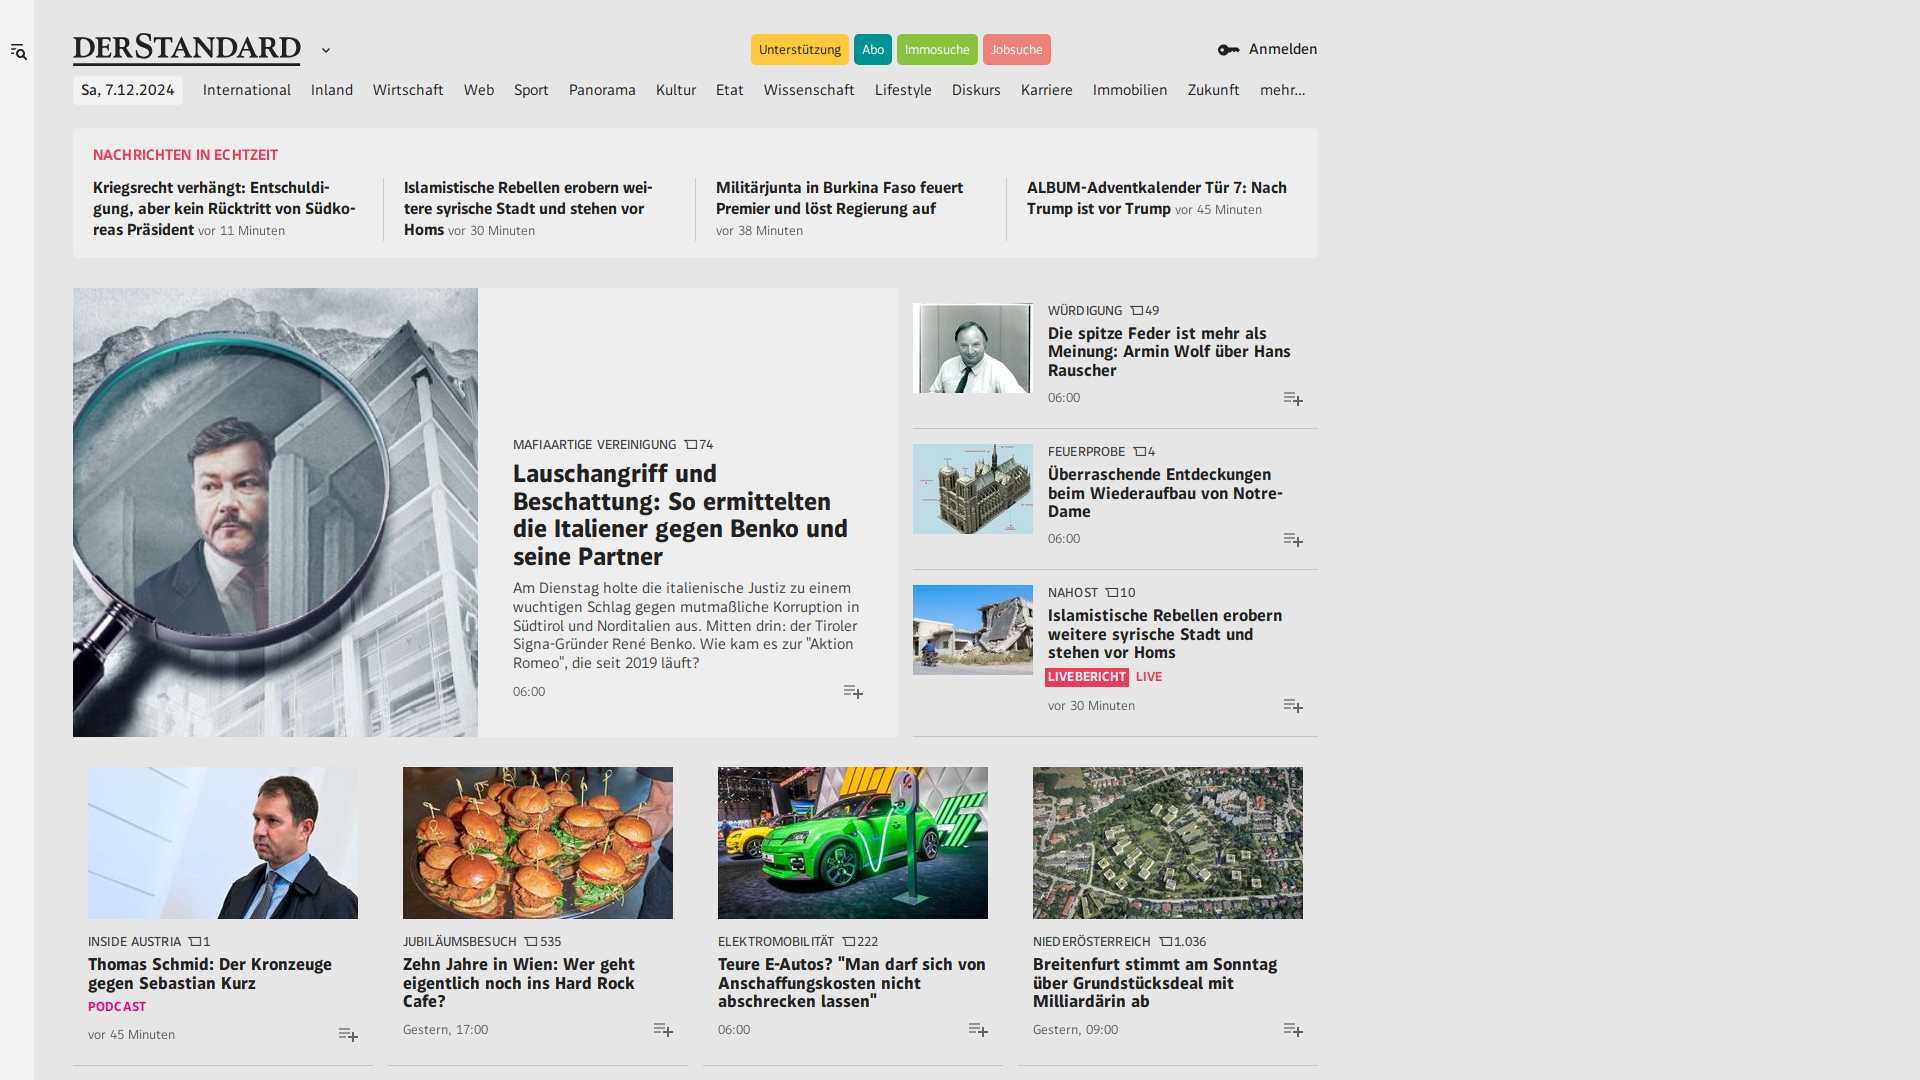 DERSTANDARD
Unterstützung
Abo
Immosuche
Jobsuche
Anmelden
Sa, 7.12.2024
International
Inland
Wirtschaft
Web
Sport
Panorama
Kultur
Etat
Wissenschaft
Lifestyle
Diskurs
Karriere
Immobilien
Zukunft
mehr...
NACHRICHTEN IN ECHTZEIT
Kriegsrecht verhängt: Entschuldi-
gung, aber kein Rücktritt von Südko-
reas Präsident vor 11 Minuten
Islamistische Rebellen erobern wei-
tere syrische Stadt und stehen vor
Homs vor 30 Minuten
Militärjunta in Burkina Faso feuert
Premier und löst Regierung auf
vor 38 Minuten
ALBUM-Adventkalender Tür 7: Nach
Trump ist vor Trump vor 45 Minuten
MAFIAARTIGE VEREINIGUNG 74
Lauschangriff und
Beschattung: So ermittelten
die Italiener gegen Benko und
seine Partner
Am Dienstag holte die italienische Justiz zu einem
wuchtigen Schlag gegen mutmaßliche Korruption in
Südtirol und Norditalien aus. Mitten drin: der Tiroler
Signa-Gründer René Benko. Wie kam es zur "Aktion
Romeo", die seit 2019 läuft?
06:00
WÜRDIGUNG 49
Die spitze Feder ist mehr als
Meinung: Armin Wolf über Hans
Rauscher
06:00
FEUERPROBE 4
Überraschende Entdeckungen
beim Wiederaufbau von Notre-
Dame
06:00
NAHOST 10
Islamistische Rebellen erobern
weitere syrische Stadt und
stehen vor Homs
LIVEBERICHT LIVE
vor 30 Minuten
INSIDE AUSTRIA 1
Thomas Schmid: Der Kronzeuge
gegen Sebastian Kurz
PODCAST
vor 45 Minuten
JUBILÄUMSBESUCH 535
Zehn Jahre in Wien: Wer geht
eigentlich noch ins Hard Rock
Cafe?
Gestern, 17:00
ELEKTROMOBILITÄT 222
Teure E-Autos? "Man darf sich von
Anschaffungskosten nicht
abschrecken lassen"
06:00
NIEDERÖSTERREICH 1.036
Breitenfurt stimmt am Sonntag
über Grundstücksdeal mit
Milliardärin ab
Gestern, 09:00